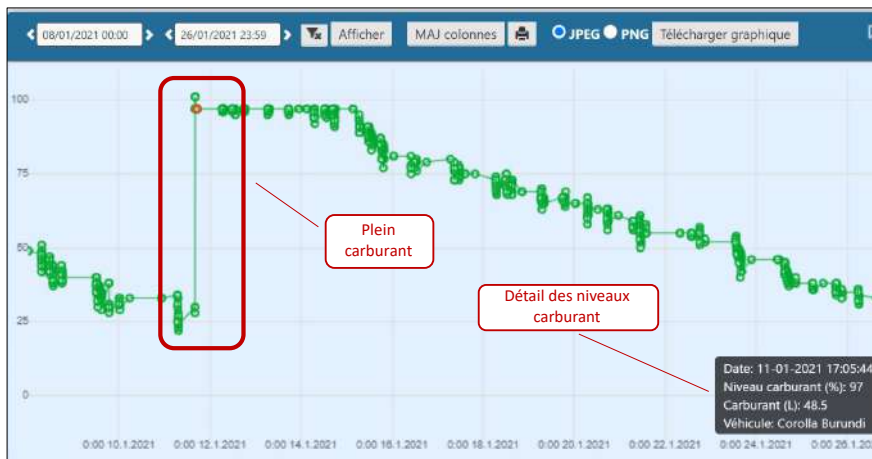 08/01/2021 00:00 26/01/2021 23:59 Afficher MAJ colonnes JPEG PNG Télécharger graphique
100
75
50
25
0
Plein
carburant
Détail des niveaux
carburant
Date: 11-01-2021 17:05:44
Niveau carburant (%): 97
Carburant (L): 48.5
Véhicule: Corolla Burundi
0:00 10.1.2021 0:00 12.1.2021 0:00 14.1.2021 0:00 16.1.2021 0:00 18.1.2021 0:00 20.1.2021 0:00 22.1.2021 0:00 24.1.2021 0:00 26.1.202